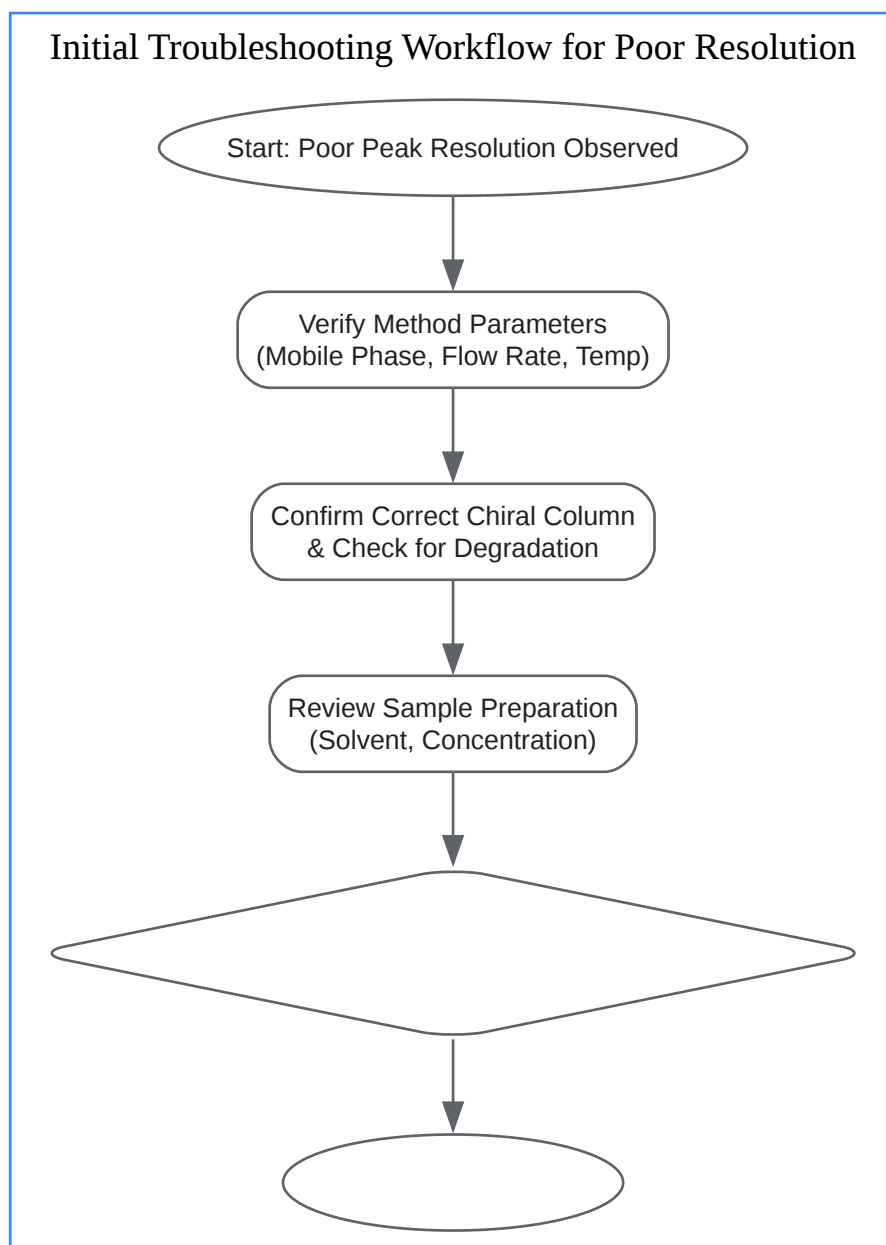 Initial Troubleshooting Workflow for Poor Resolution
Start: Poor Peak Resolution Observed
Verify Method Parameters
(Mobile Phase, Flow Rate, Temp)
Confirm Correct Chiral Column
& Check for Degradation
Review Sample Preparation
(Solvent, Concentration)